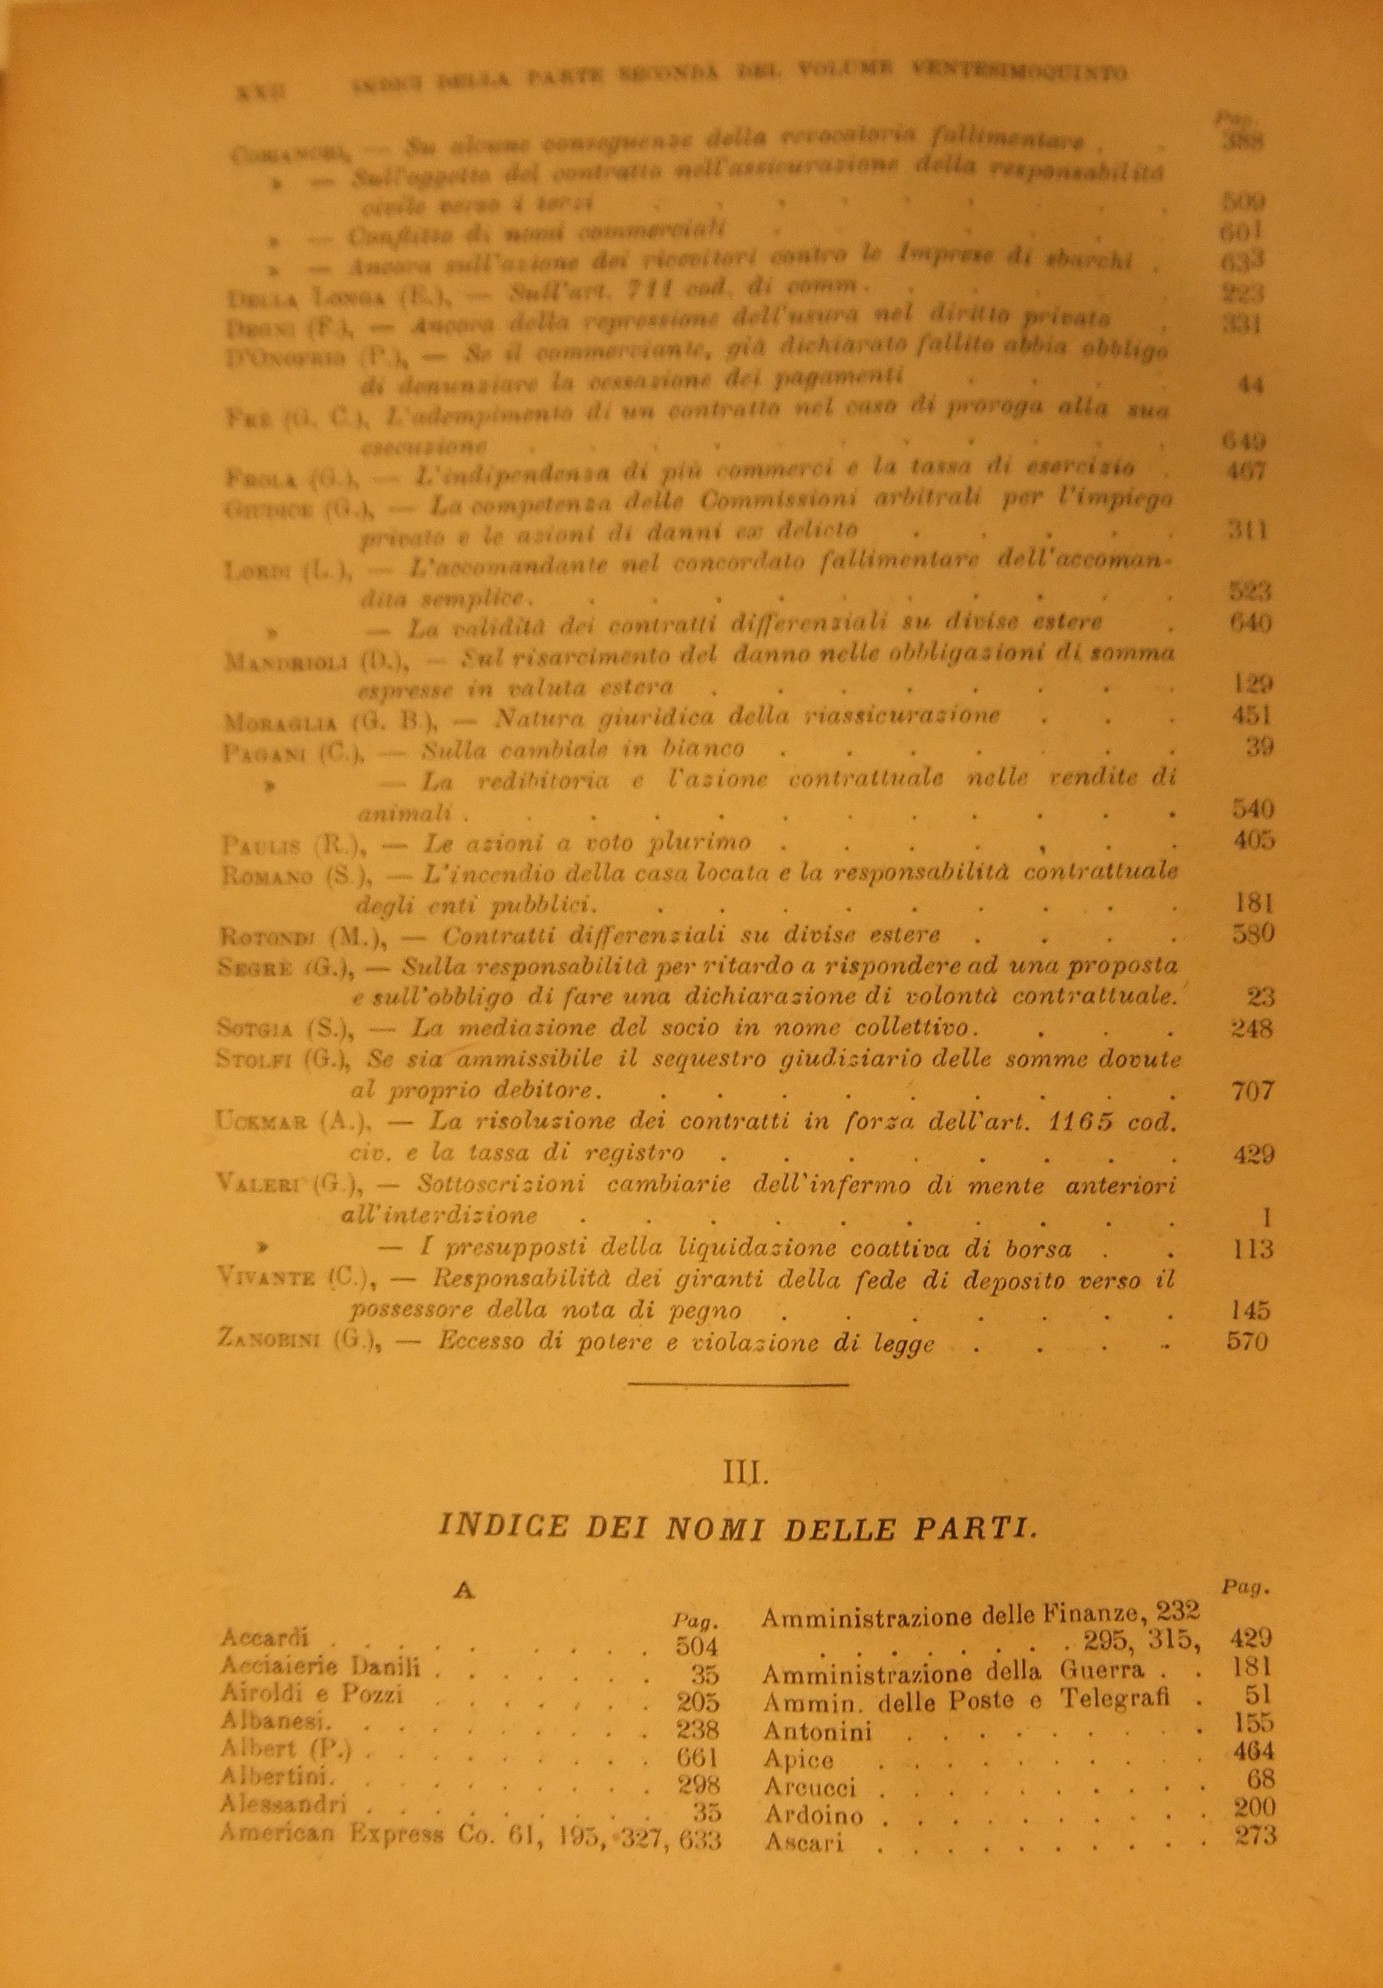 XXII INDICI DELLA PARTE SECONDA DEL VOLUME VENTESIMOQUINTO
Pag.
— Su alcune conseguenze della revocatoria fallimentare . . 388
» — Sull'oggetto del contratto nell'assicurazione della responsabilità
civile verso i terzi . . . . . . . . . 509
» — Conflitto di nomi commerciali . . . . . . 601
» — Ancora sull'azione dei ricevitori contro le Imprese di sbarchi . 633
DELLA LONGA (E.), — Sull'art. 711 cod. di comm. . . . . . 223
DEGNI (F.), — Ancora della repressione dell'usura nel diritto privato . 331
D'ONOFRIO (P.), — Se il commerciante, già dichiarato fallito abbia obbligo
di denunziare la cessazione dei pagamenti . . . . 44
FRÈ (G. C.), L'adempimento di un contratto nel caso di proroga alla sua
esecuzione . . . . . . . . . . . 649
FROLA (G.), — L'indipendenza di più commerci e la tassa di esercizio . 467
GIUDICE (G.), — La competenza delle Commissioni arbitrali per l'impiego
privato e le azioni di danni ex delicto . . . . . 311
LORDI (L.), — L'accomandante nel concordato fallimentare dell'accoman-
dita semplice. . . . . . . . . . . 523
» — La validità dei contratti differenziali su divise estere . 640
MANDRIOLI (D.), — Sul risarcimento del danno nelle obbligazioni di somma
espresse in valuta estera . . . . . . . . 129
MORAGLIA (G. B.), — Natura giuridica della riassicurazione . . . 451
PAGANI (C.), — Sulla cambiale in bianco . . . . . . . 39
» — La redibitoria e l'azione contrattuale nelle vendite di
animali . . . . . . . . . . . . 540
PAULIS (R.), — Le azioni a voto plurimo . . . . . . . 405
ROMANO (S.), — L'incendio della casa locata e la responsabilità contrattuale
degli enti pubblici. . . . . . . . . . 181
ROTONDI (M.), — Contratti differenziali su divise estere . . . . 580
SEGRÈ (G.), — Sulla responsabilità per ritardo a rispondere ad una proposta
e sull'obbligo di fare una dichiarazione di volontà contrattuale. 23
SOTGIA (S.), — La mediazione del socio in nome collettivo. . . . 248
STOLFI (G.), Se sia ammissibile il sequestro giudiziario delle somme dovute
al proprio debitore. . . . . . . . . . 707
UCKMAR (A.), — La risoluzione dei contratti in forza dell'art. 1165 cod.
civ. e la tassa di registro . . . . . . . . 429
VALERI (G.), — Sottoscrizioni cambiarie dell'infermo di mente anteriori
all'interdizione . . . . . . . . . . 1
» — I presupposti della liquidazione coattiva di borsa . . 113
VIVANTE (C.), — Responsabilità dei giranti della fede di deposito verso il
possessore della nota di pegno . . . . . . . 145
ZANOBINI (G.), — Eccesso di potere e violazione di legge . . . . 570
III.
INDICE DEI NOMI DELLE PARTI.
A
Pag.
Accardi . . . . . . . . . . 504
Acciaierie Danili . . . . . . . 35
Airoldi e Pozzi . . . . . . . 205
Albanesi. . . . . . . . . . 238
Albert (P.) . . . . . . . . . 661
Albertini. . . . . . . . . . 298
Alessandri . . . . . . . . . 35
American Express Co. 61, 195, 327, 633
Pag.
Amministrazione delle Finanze, 232
. . . . . . . . 295, 315, 429
Amministrazione della Guerra . . 181
Ammin. delle Poste e Telegrafi . 51
Antonini . . . . . . . . . 155
Apice . . . . . . . . . . 464
Arcucci . . . . . . . . . . 68
Ardoino . . . . . . . . . . 200
Ascari . . . . . . . . . . 273